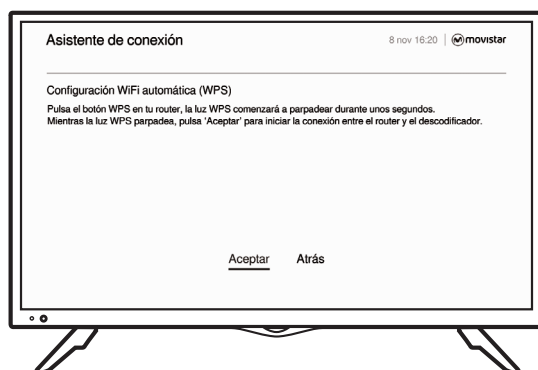 Asistente de conexión
8 nov 16:20 | movistar
Configuración WiFi automática (WPS)
Pulsa el botón WPS en tu router, la luz WPS comenzará a parpadear durante unos segundos.
Mientras la luz WPS parpadea, pulsa ‘Aceptar’ para iniciar la conexión entre el router y el descodificador.
Aceptar Atrás